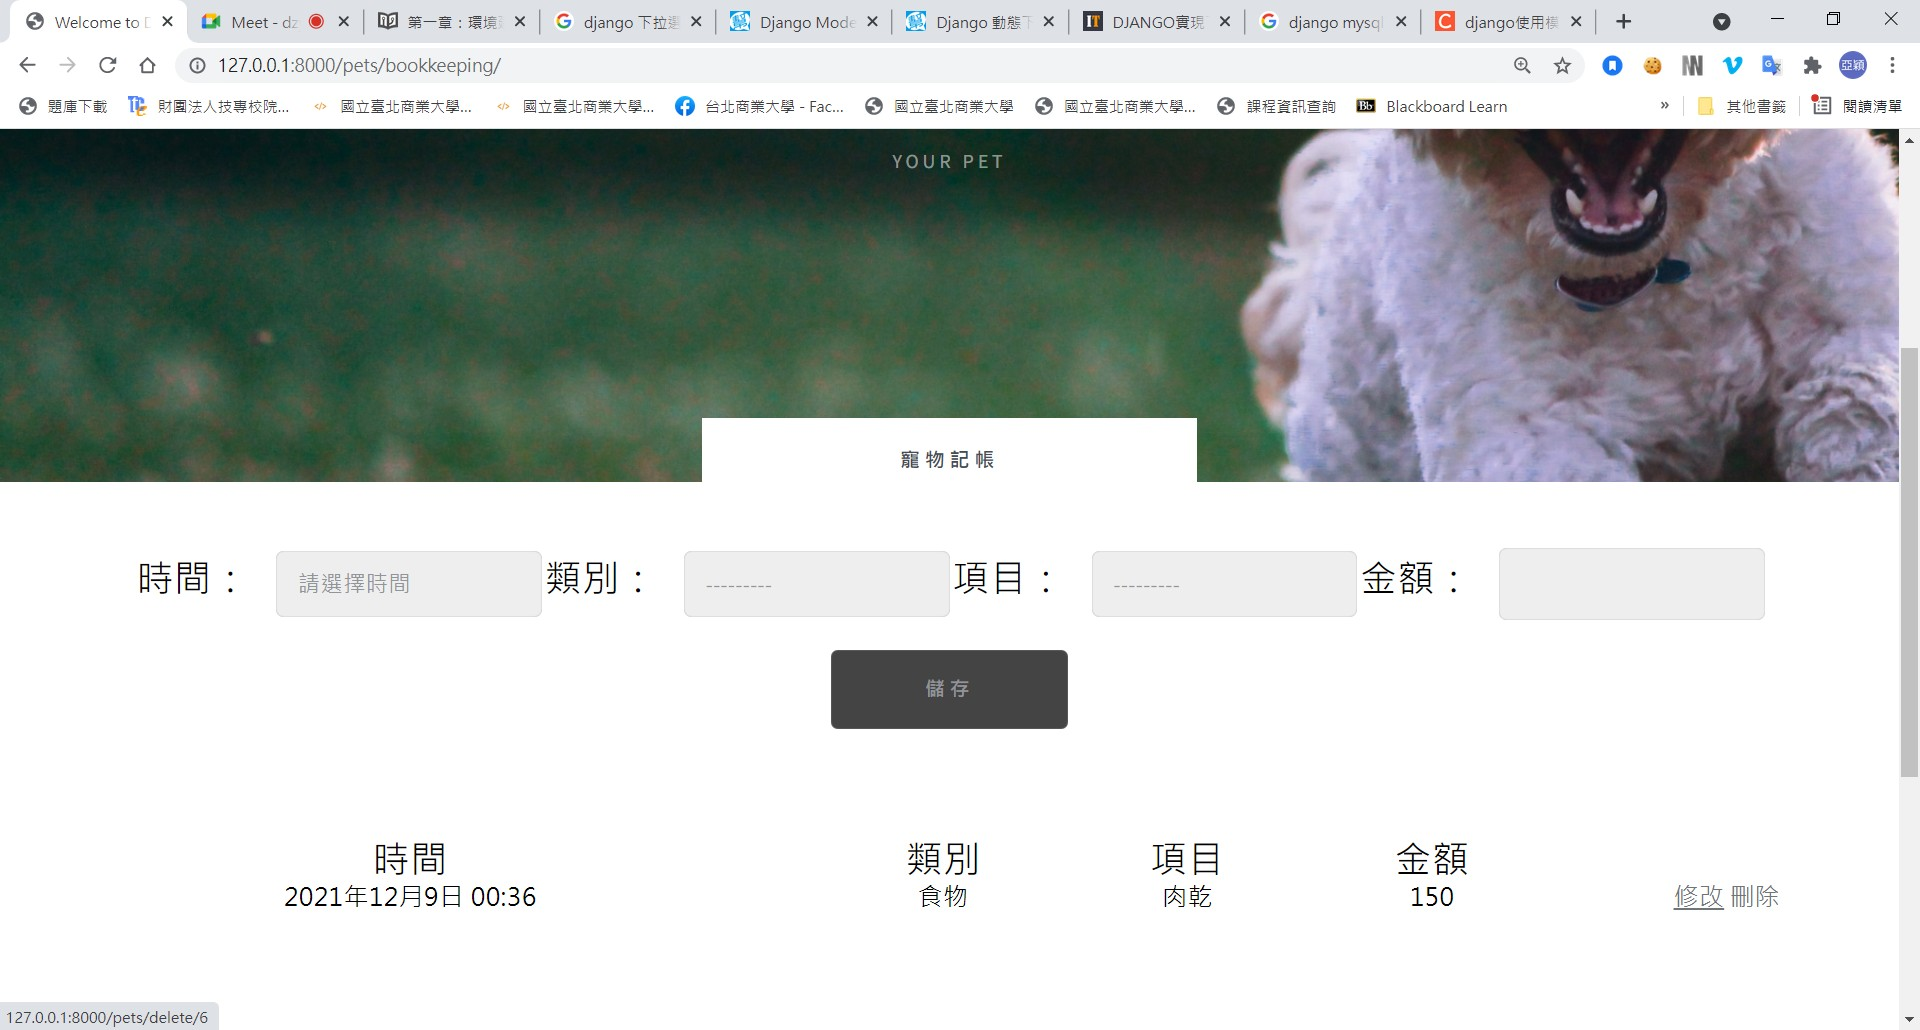 Welcome to D
Meet - dz
第一章：環境
django 下拉選
Django Mode
Django 動態下
DJANGO實現
django mysql
django使用模
127.0.0.1:8000/pets/bookkeeping/
亞穎
題庫下載
財團法人技專校院...
國立臺北商業大學...
國立臺北商業大學...
台北商業大學 - Fac...
國立臺北商業大學
國立臺北商業大學...
課程資訊查詢
Bb Blackboard Learn
»
其他書籤
閱讀清單
YOUR PET
寵物記帳
時間： 請選擇時間 類別： --------- 項目： --------- 金額：
儲存
時間 類別 項目 金額
2021年12月9日 00:36 食物 肉乾 150 修改 刪除
127.0.0.1:8000/pets/delete/6